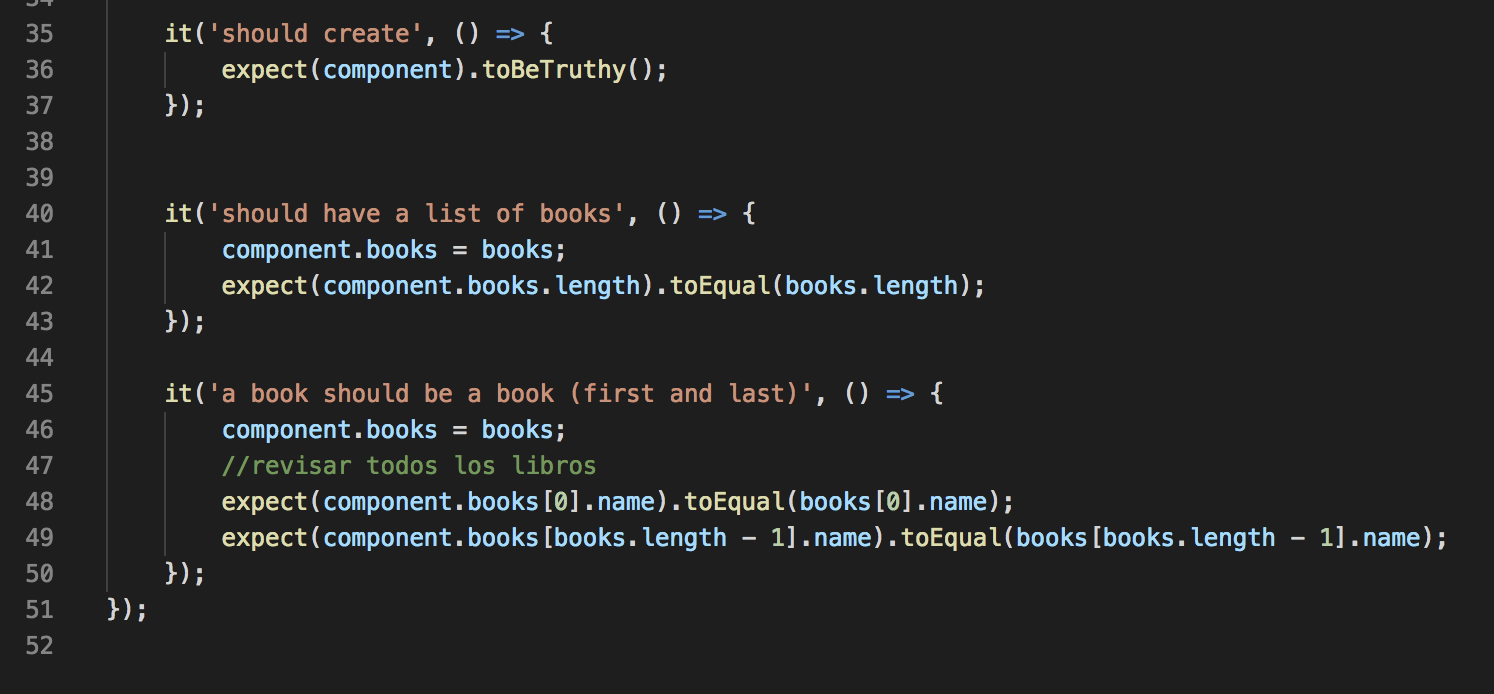 34
35 it('should create', () => {
36 expect(component).toBeTruthy();
37 });
38
39
40 it('should have a list of books', () => {
41 component.books = books;
42 expect(component.books.length).toEqual(books.length);
43 });
44
45 it('a book should be a book (first and last)', () => {
46 component.books = books;
47 //revisar todos los libros
48 expect(component.books[0].name).toEqual(books[0].name);
49 expect(component.books[books.length - 1].name).toEqual(books[books.length - 1].name);
50 });
51 });
52